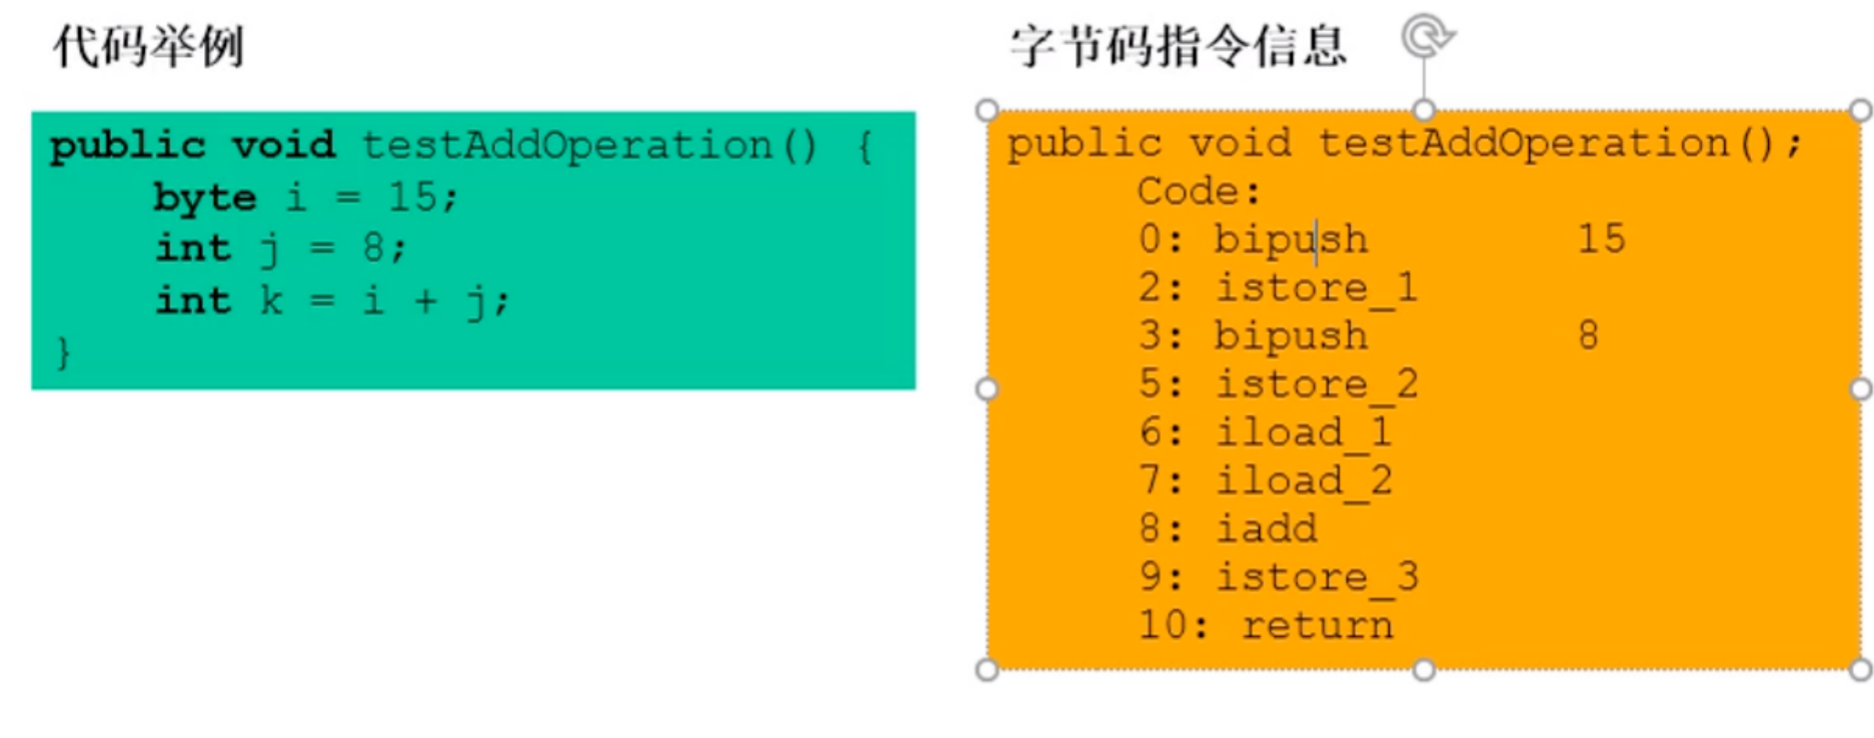 代码举例
public void testAddOperation() {
byte i = 15;
int j = 8;
int k = i + j;
}
字节码指令信息
public void testAddOperation();
Code:
0: bipush 15
2: istore_1
3: bipush 8
5: istore_2
6: iload_1
7: iload_2
8: iadd
9: istore_3
10: return